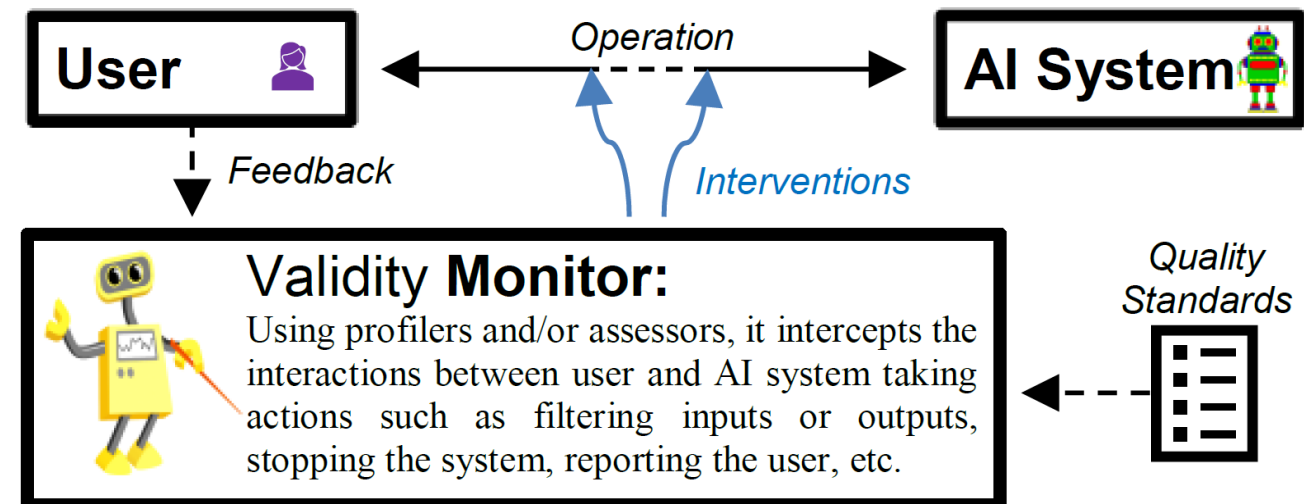 Operation
User
AI System
Feedback
Interventions
Validity Monitor:
Using profilers and/or assessors, it intercepts the
interactions between user and AI system taking
actions such as filtering inputs or outputs,
stopping the system, reporting the user, etc.
Quality
Standards